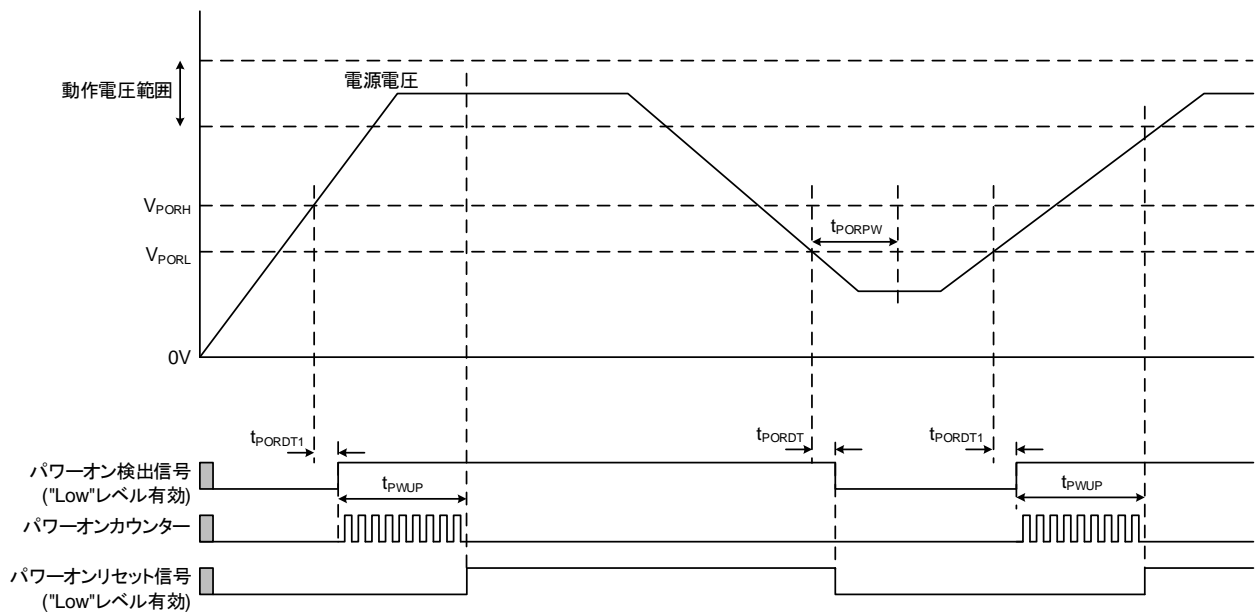 電源電圧
動作電圧範囲
VPORH
tPORPW
VPORL
0V
tPORDT1
tPORDT
tPORDT1
パワーオン検出信号
("Low"レベル有効)
tPWUP
tPWUP
パワーオンカウンター
パワーオンリセット信号
("Low"レベル有効)